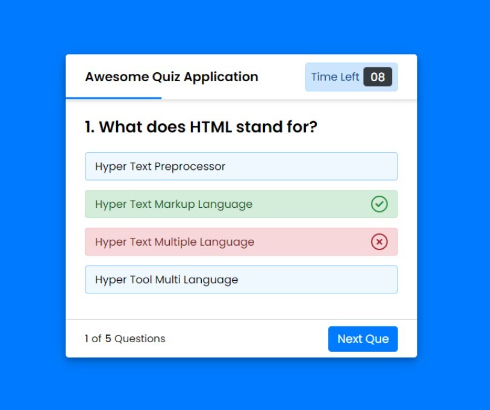 Awesome Quiz Application
Time Left 08
1. What does HTML stand for?
Hyper Text Preprocessor
Hyper Text Markup Language
Hyper Text Multiple Language
Hyper Tool Multi Language
1 of 5 Questions
Next Que